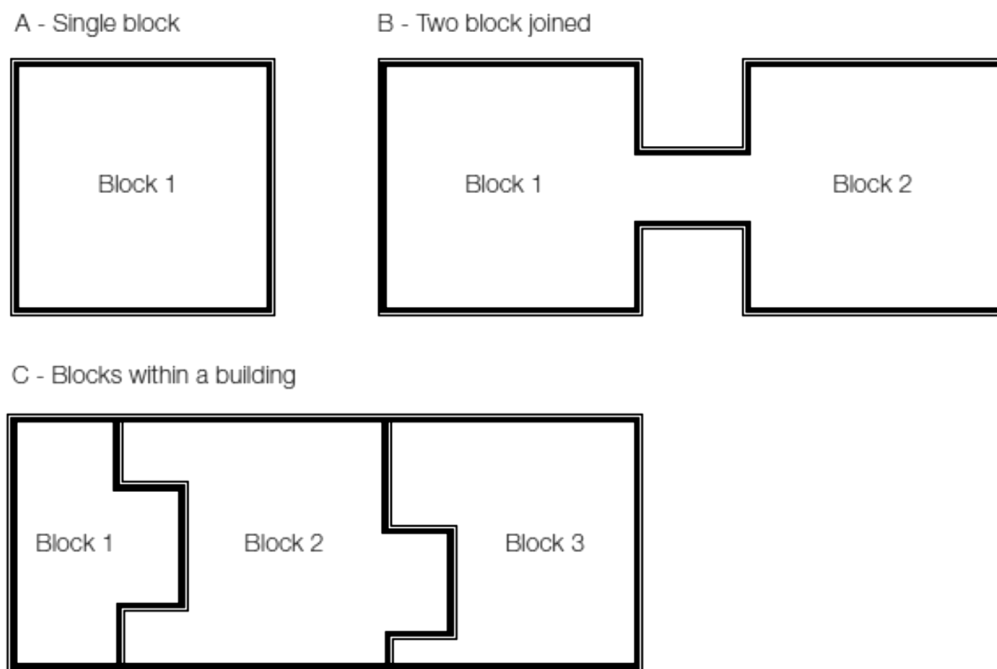 A - Single block
B - Two block joined
Block 1
Block 1
Block 2
C - Blocks within a building
Block 1
Block 2
Block 3